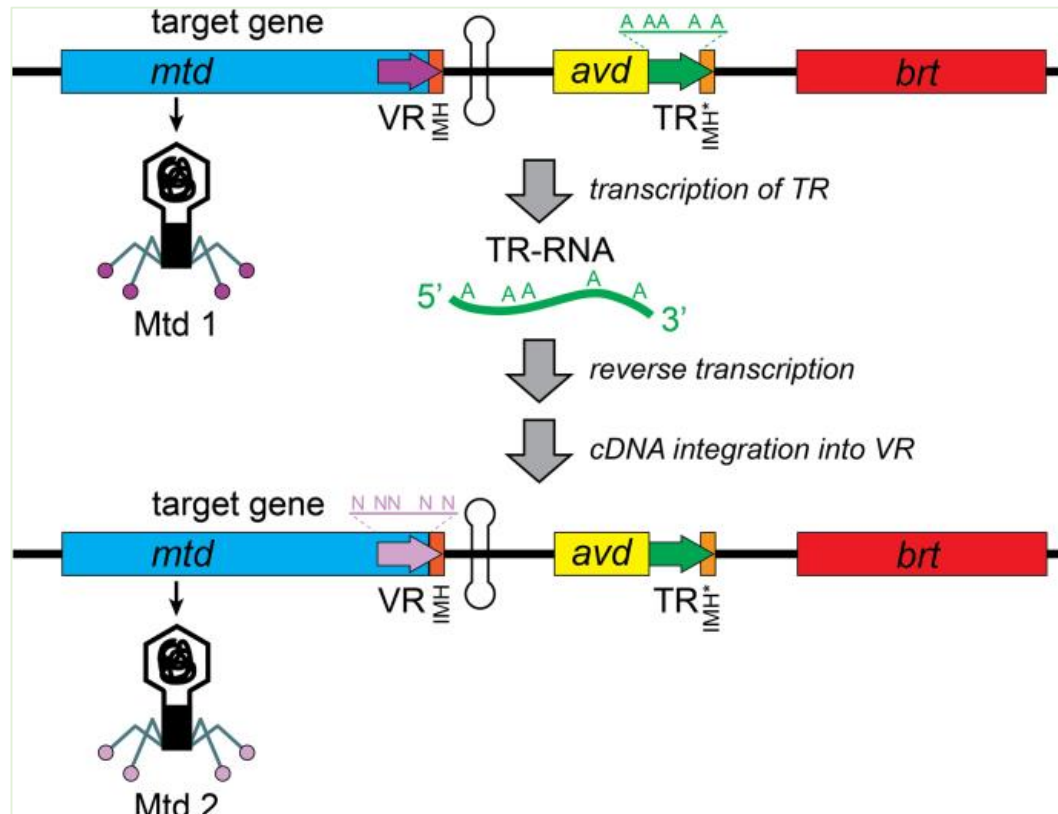 target gene
A AA A A
mtd
avd
brt
VR
IMH
TR
IMH*
transcription of TR
TR-RNA
Mtd 1
5’
A AA A A
3’
reverse transcription
cDNA integration into VR
target gene
N NN N N
mtd
avd
brt
VR
IMH
TR
IMH*
Mtd 2